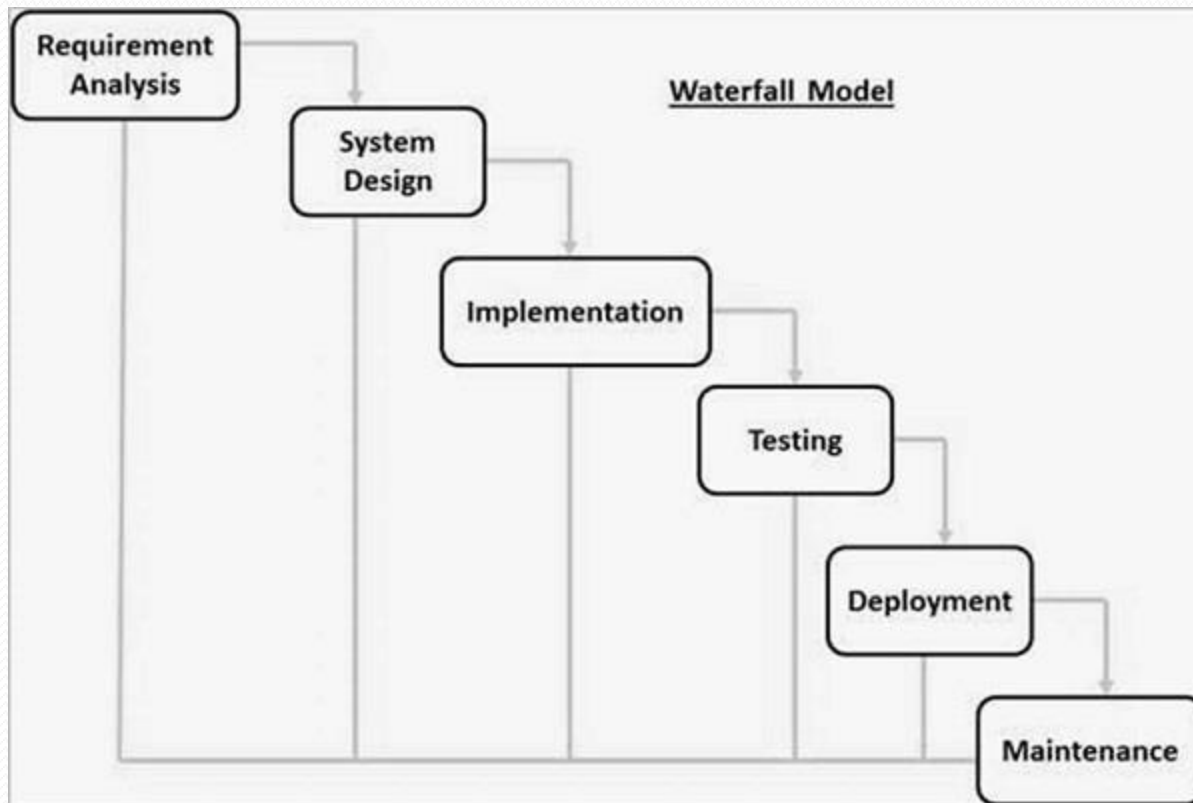 Requirement
Analysis
Waterfall Model
System
Design
Implementation
Testing
Deployment
Maintenance